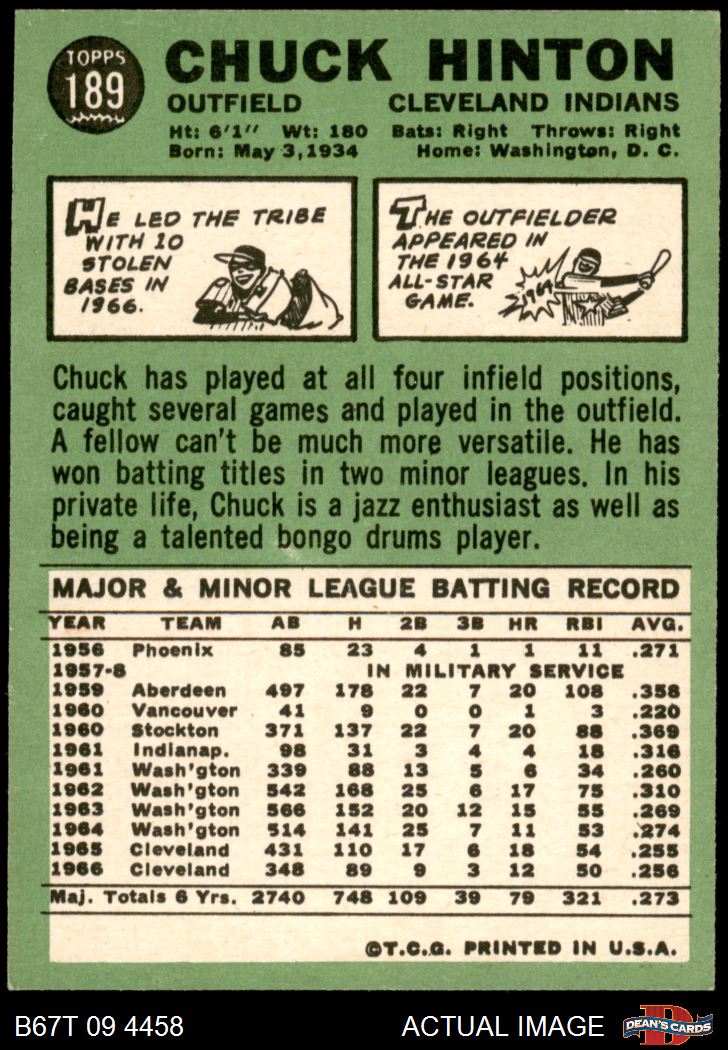 TOPPS
189
CHUCK HINTON
OUTFIELD CLEVELAND INDIANS
Ht: 6'1" Wt: 180 Bats: Right Throws: Right
Born: May 3, 1934 Home: Washington, D. C.
HE LED THE TRIBE
WITH 10
STOLEN
BASES IN
1966.
THE OUTFIELDER
APPEARED IN
THE 1964
ALL-STAR
GAME.
1964
Chuck has played at all four infield positions,
caught several games and played in the outfield.
A fellow can't be much more versatile. He has
won batting titles in two minor leagues. In his
private life, Chuck is a jazz enthusiast as well as
being a talented bongo drums player.
MAJOR & MINOR LEAGUE BATTING RECORD
YEAR TEAM AB H 2B 3B HR RBI AVG.
1956 Phoenix 85 23 4 1 1 11 .271
1957-8 IN MILITARY SERVICE
1959 Aberdeen 497 178 22 7 20 108 .358
1960 Vancouver 41 9 0 0 1 3 .220
1960 Stockton 371 137 22 7 20 88 .369
1961 Indianap. 98 31 3 4 4 18 .316
1961 Wash'gton 339 88 13 5 6 34 .260
1962 Wash'gton 542 168 25 6 17 75 .310
1963 Wash'gton 566 152 20 12 15 55 .269
1964 Wash'gton 514 141 25 7 11 53 .274
1965 Cleveland 431 110 17 6 18 54 .255
1966 Cleveland 348 89 9 3 12 50 .256
Maj. Totals 6 Yrs. 2740 748 109 39 79 321 .273
©T.C.G. PRINTED IN U.S.A.
B67T 09 4458 ACTUAL IMAGE
D
DEAN'S CARDS